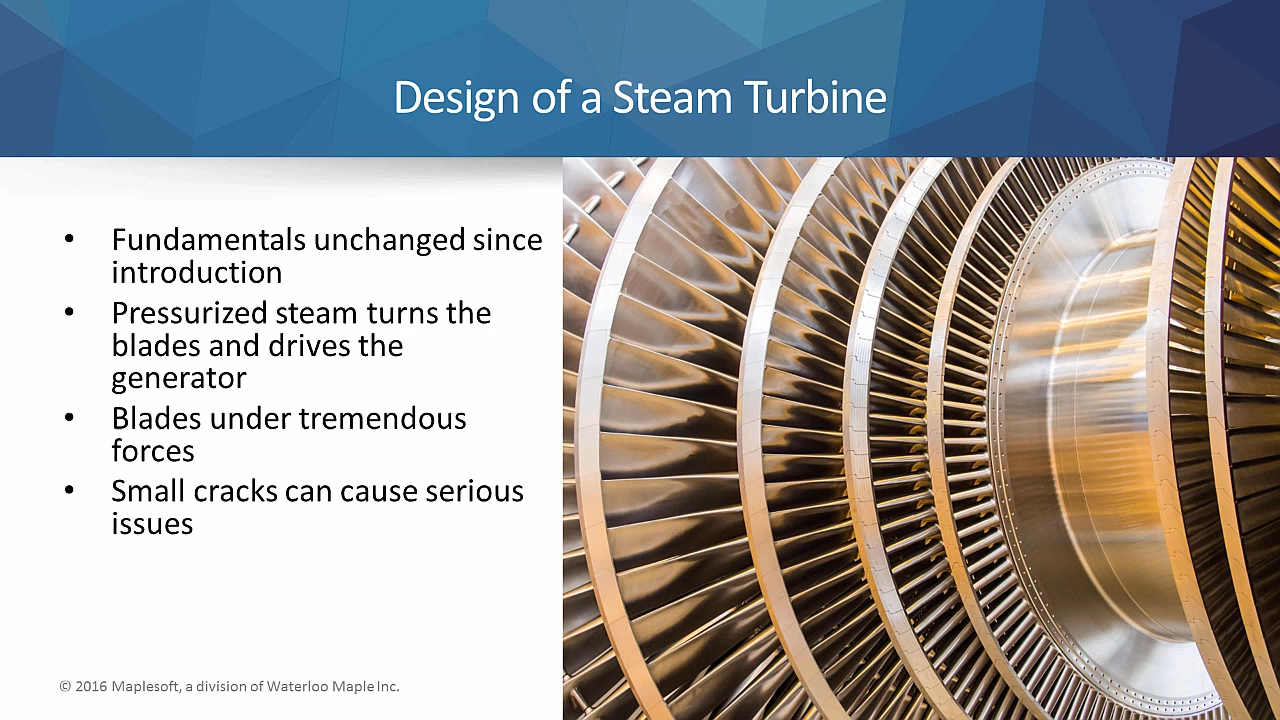 Design of a Steam Turbine
• Fundamentals unchanged since
introduction
• Pressurized steam turns the
blades and drives the
generator
• Blades under tremendous
forces
• Small cracks can cause serious
issues
© 2016 Maplesoft, a division of Waterloo Maple Inc.